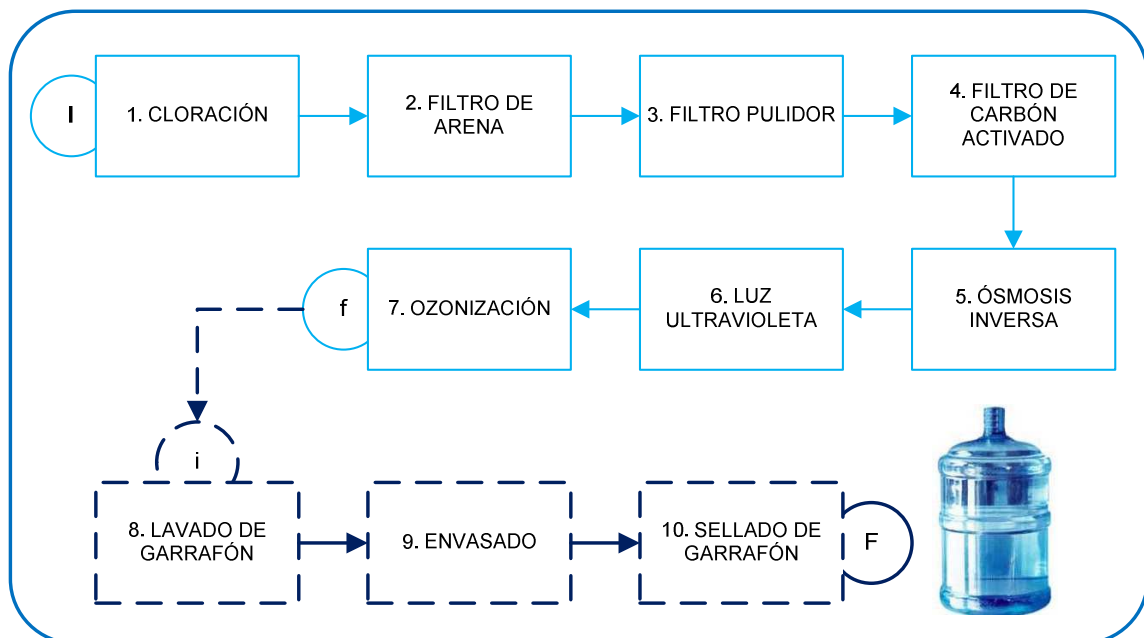 I
1. CLORACIÓN
2. FILTRO DE
ARENA
3. FILTRO PULIDOR
4. FILTRO DE
CARBÓN
ACTIVADO
5. ÓSMOSIS
INVERSA
6. LUZ
ULTRAVIOLETA
7. OZONIZACIÓN
f
i
8. LAVADO DE
GARRAFÓN
9. ENVASADO
10. SELLADO DE
GARRAFÓN
F